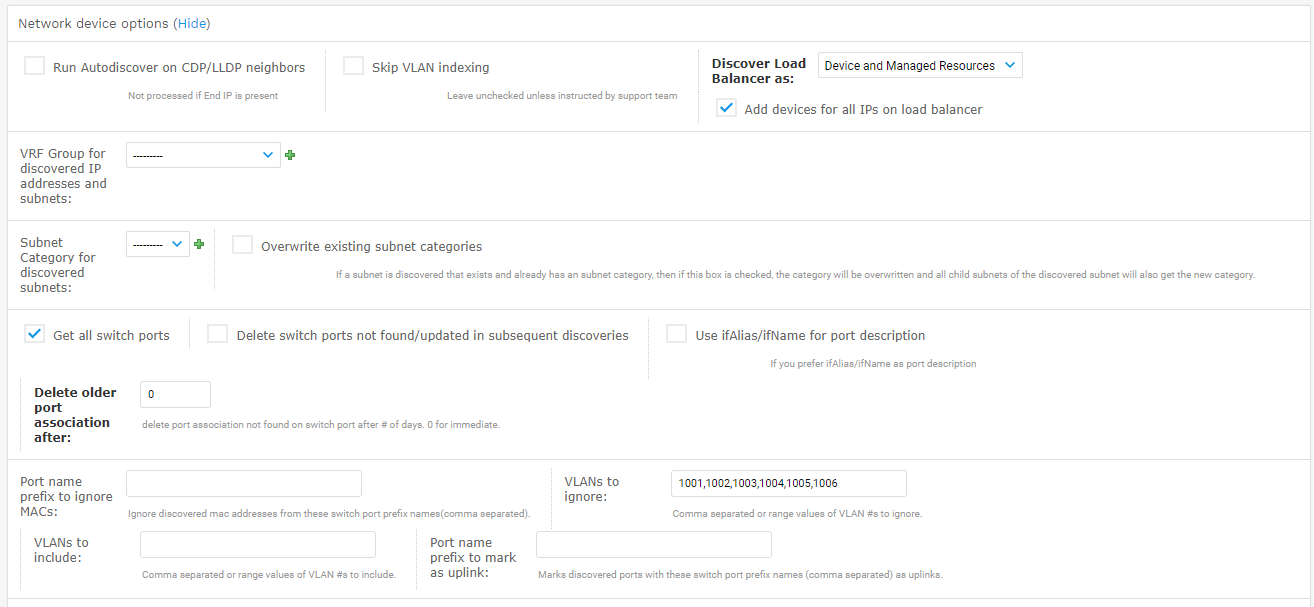 Network device options (Hide)
Run Autodiscover on CDP/LLDP neighbors
Not processed if End IP is present
Skip VLAN indexing
Leave unchecked unless instructed by support team
Discover Load
Balancer as:
Device and Managed Resources
Add devices for all IPs on load balancer
VRF Group for
discovered IP
addresses and
subnets:
---------
Subnet
Category for
discovered
subnets:
---------
Overwrite existing subnet categories
If a subnet is discovered that exists and already has an subnet category, then if this box is checked, the category will be overwritten and all child subnets of the discovered subnet will also get the new category.
Get all switch ports
Delete switch ports not found/updated in subsequent discoveries
Use ifAlias/ifName for port description
If you prefer ifAlias/ifName as port description
Delete older
port
association
after:
0
delete port association not found on switch port after # of days. 0 for immediate.
Port name
prefix to ignore
MACs:
Ignore discovered mac addresses from these switch port prefix names(comma separated).
VLANs to
ignore:
1001,1002,1003,1004,1005,1006
Comma separated or range values of VLAN #s to ignore.
VLANs to
include:
Comma separated or range values of VLAN #s to include.
Port name
prefix to mark
as uplink:
Marks discovered ports with these switch port prefix names (comma separated) as uplinks.